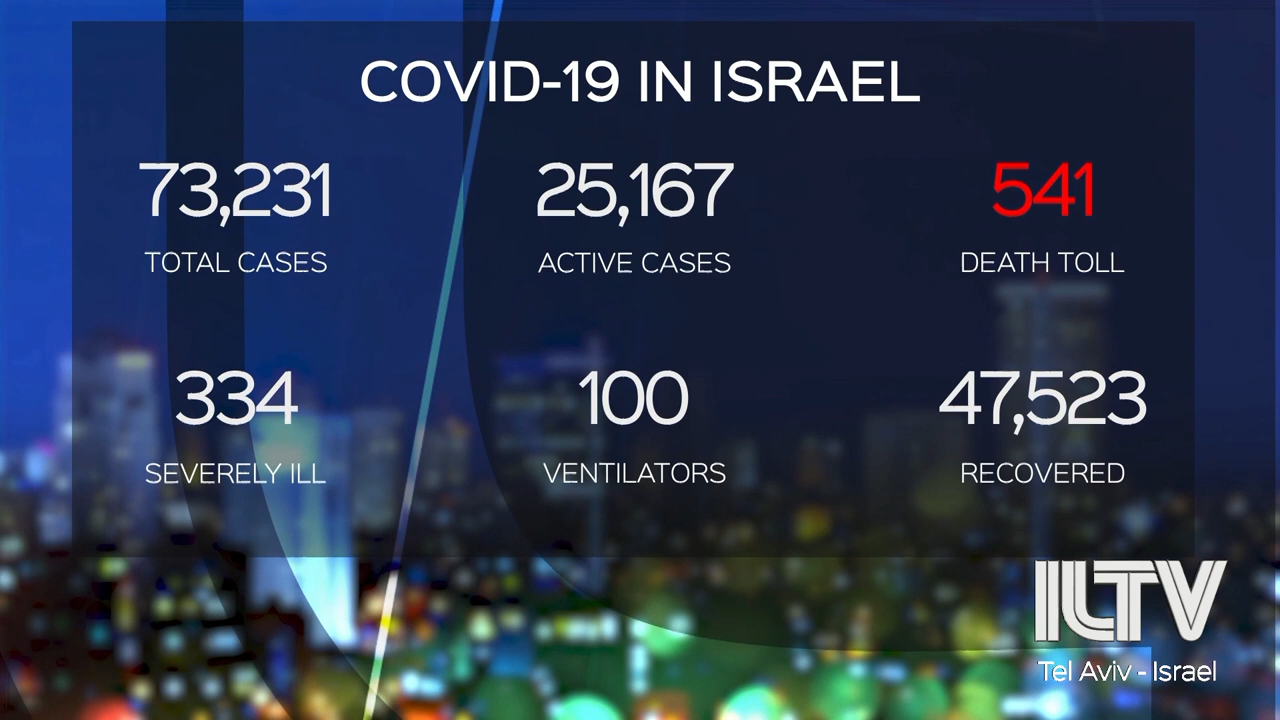 COVID-19 IN ISRAEL
73,231
TOTAL CASES
25,167
ACTIVE CASES
541
DEATH TOLL
334
SEVERELY ILL
100
VENTILATORS
47,523
RECOVERED
ILTV
Tel Aviv - Israel